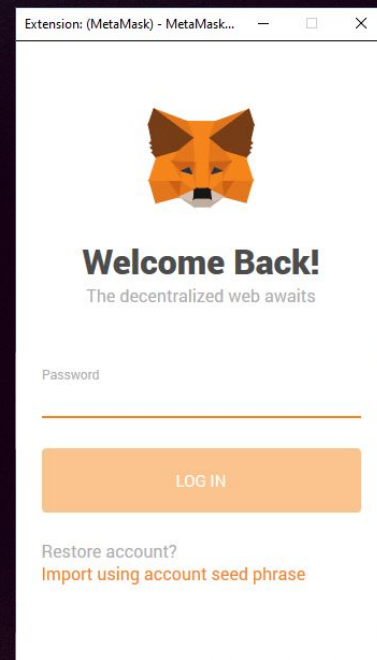 Extension: (MetaMask) - MetaMask...
Welcome Back!
The decentralized web awaits
Password
LOG IN
Restore account?
Import using account seed phrase